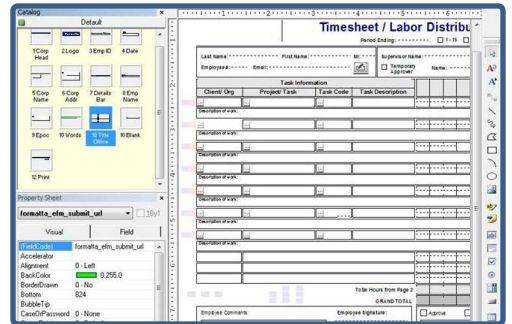 Catalog
Default
1 Corp Head
2 Logo
3 Emp ID
4 Date
5 Corp Name
6 Corp Addr
7 Details Bar
8 Emp Name
9 Epoc
10 Words
10 Title Office
10 Blank
12 Print
Property Sheet
formatta_efm_submit_url
1By1
Visual
Field
(FieldCode) formatta_efm_submit_url
Accelerator
Alignment 0 - Left
BackColor 0.255.0
BorderDrawn 0 - No
Bottom 824
BubbleTip
CaseOrPassword 0 - None
Timesheet / Labor Distribu
Period Ending: 1 - 15
Last Name: First Name: MI: Supervisor Name
Employee#: Email: Temporary Approver Name:
Task Information
Client/ Org Project/ Task Task Code Task Description
Description of work:
Description of work:
Description of work:
Description of work:
Description of work:
Description of work:
Description of work:
Total Hours from Page 2
GRAND TOTAL
Employee Comments: Employee Signature: Approve